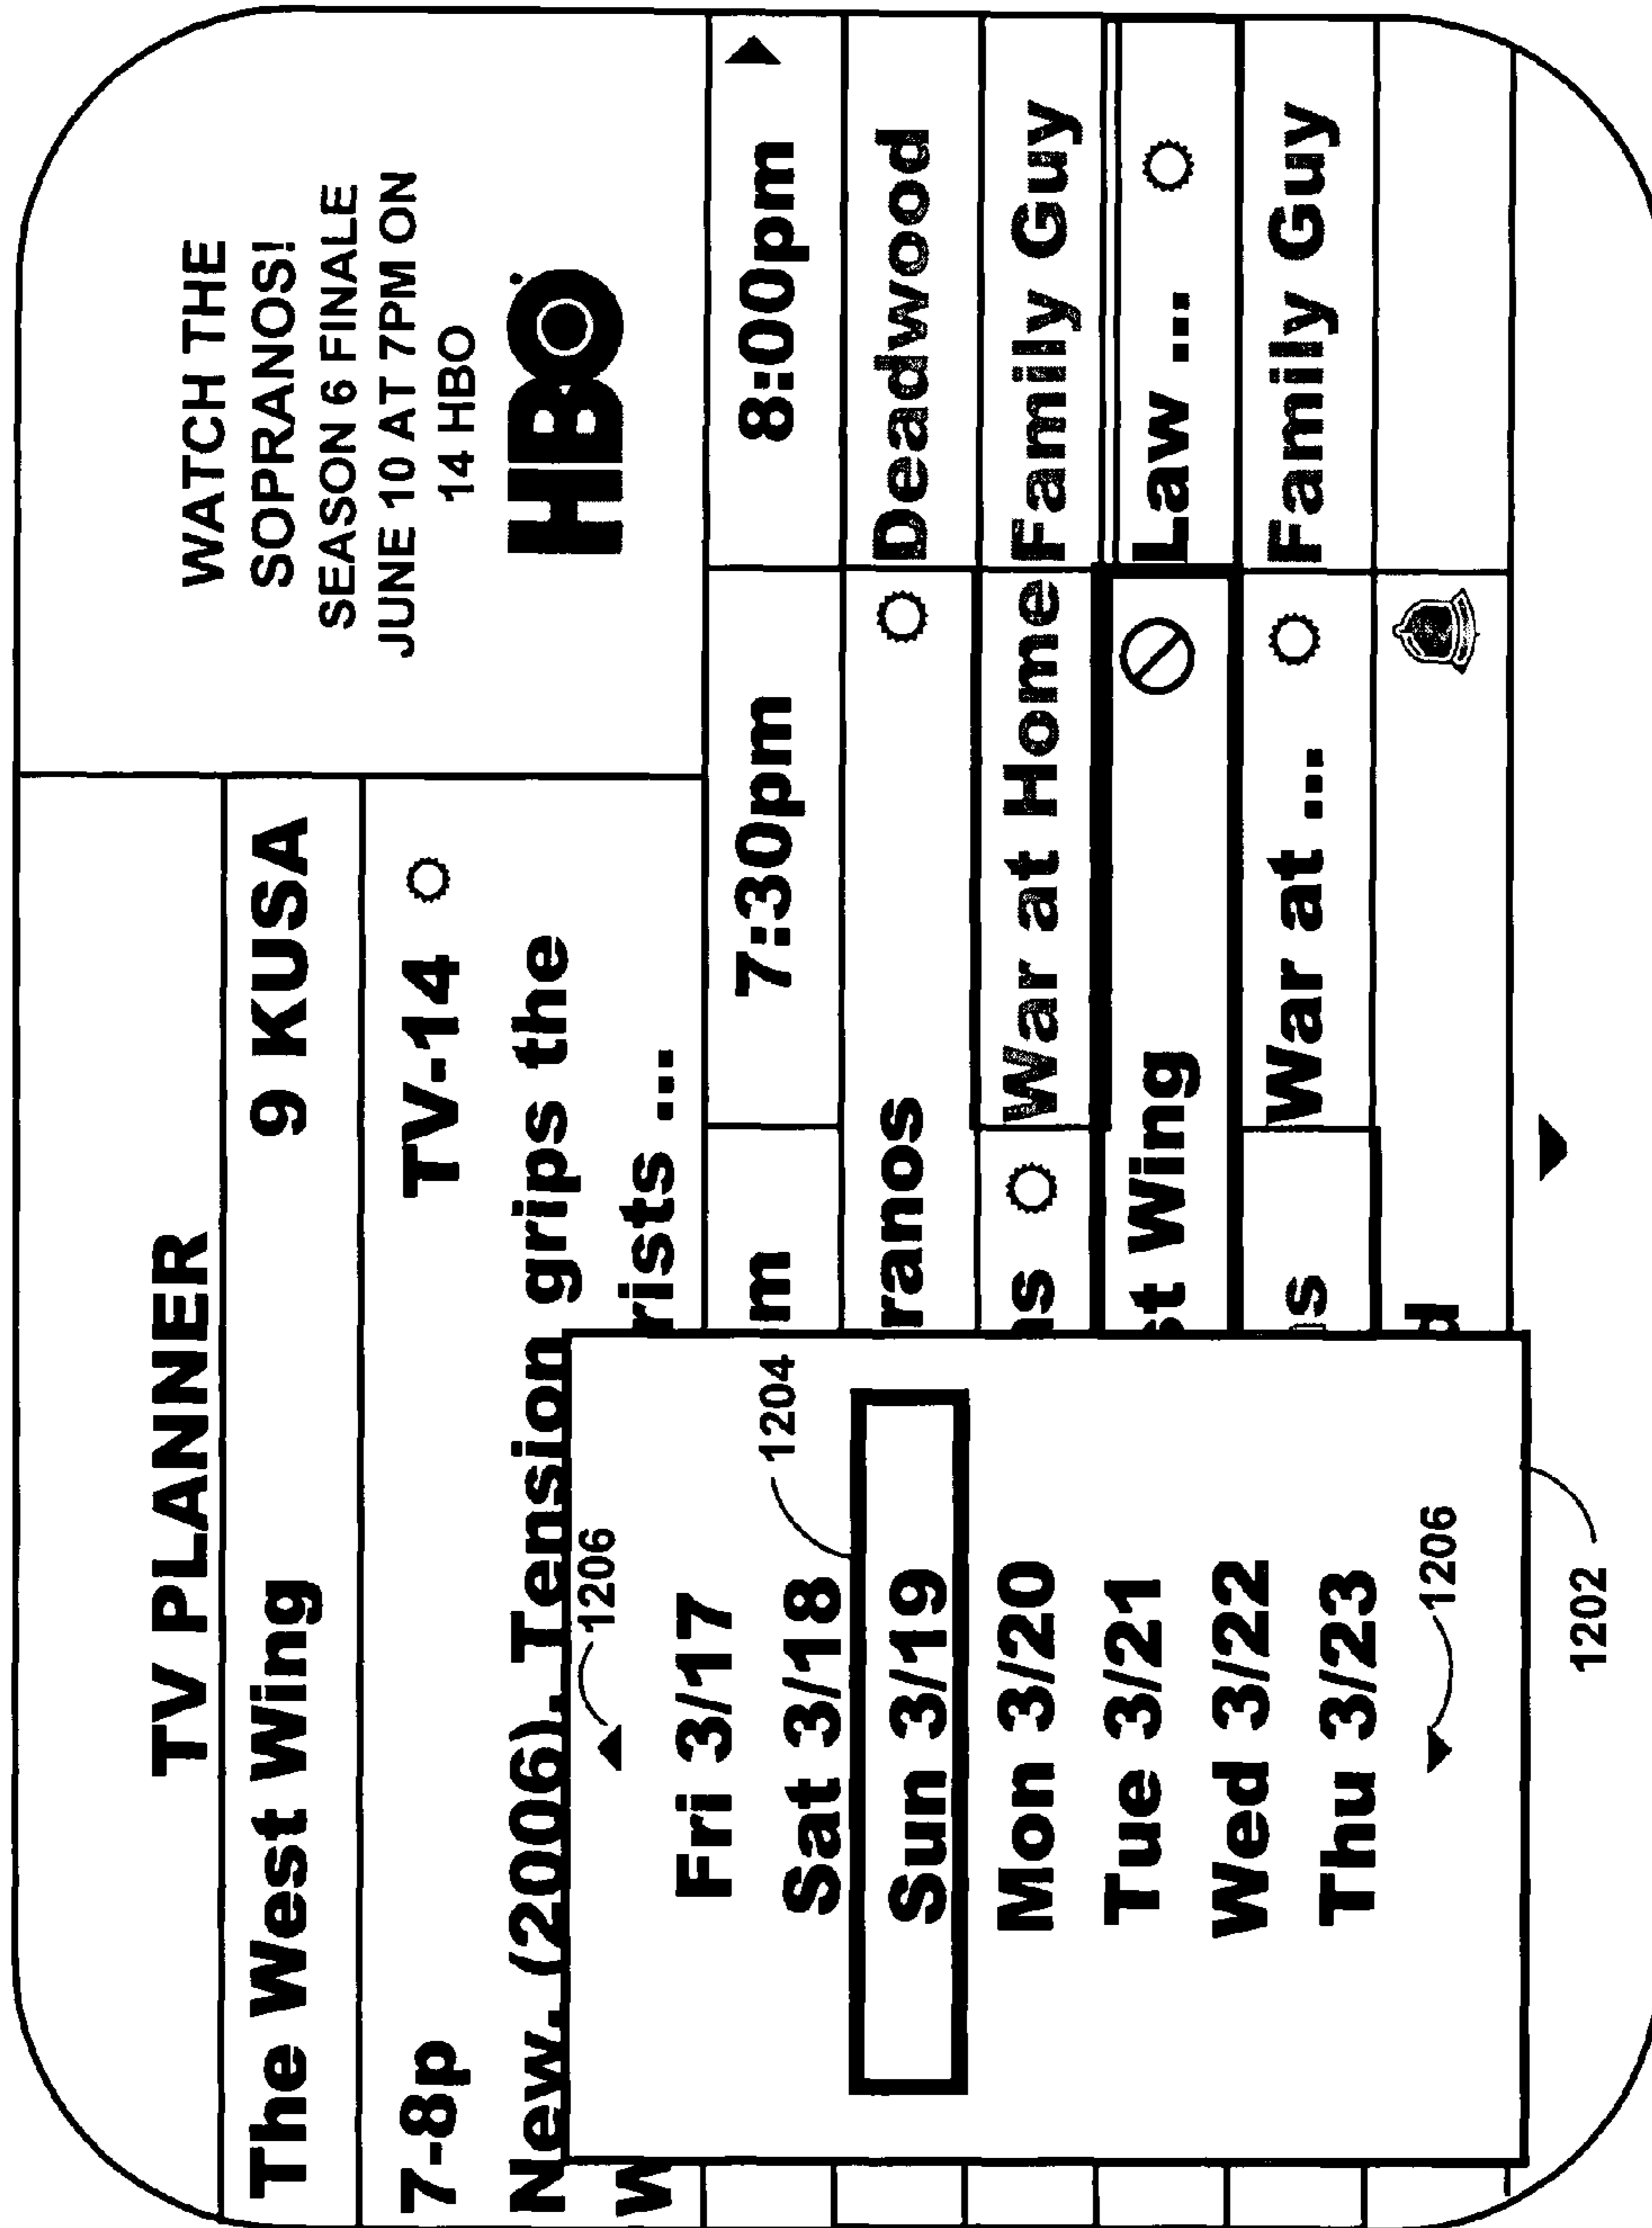 TV PLANNER
The West Wing 9 KUSA
7-8p TV-14
New. (2006). Tension grips the
W rists ...
WATCH THE
SOPRANOS!
SEASON 6 FINALE
JUNE 10 AT 7PM ON
14 HBO
HBO
m 7:30pm 8:00pm
ranos Deadwood
ns War at Home Family Guy
st Wing Law ...
s War at ... Family Guy
d
1206
1204
Fri 3/17
Sat 3/18
Sun 3/19
Mon 3/20
Tue 3/21
Wed 3/22
Thu 3/23
1206
1202